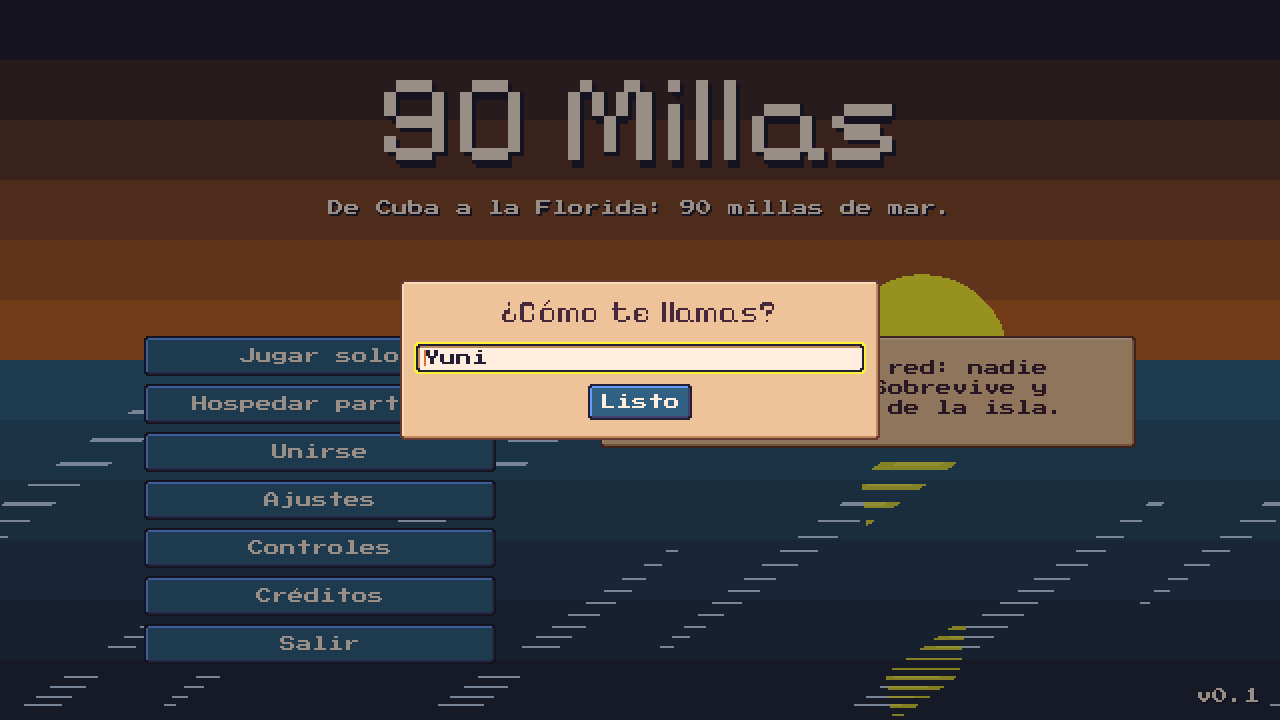 90 Millas
De Cuba a la Florida: 90 millas de mar.
¿Cómo te llamas?
Yuni
Listo
Jugar solo
Hospedar part
Unirse
Ajustes
Controles
Créditos
Salir
red: nadie
Sobrevive y
de la isla.
v0.1